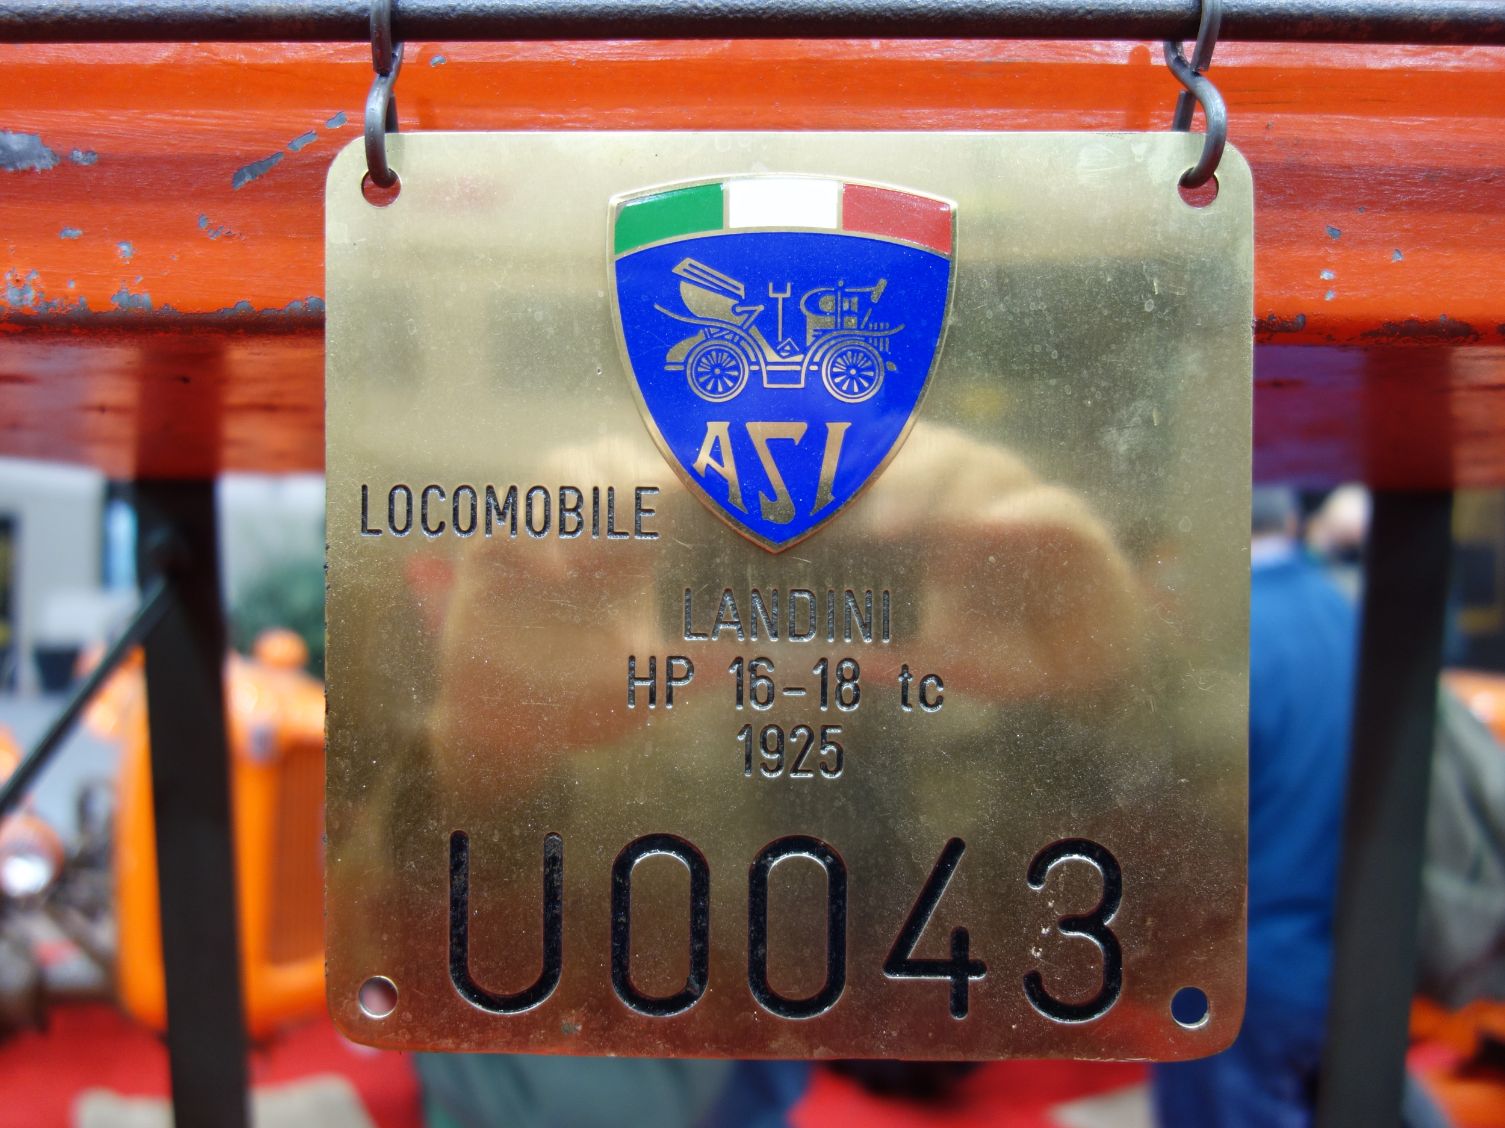 ASI
LOCOMOBILE
LANDINI
HP 16-18 tc
1925
U0043